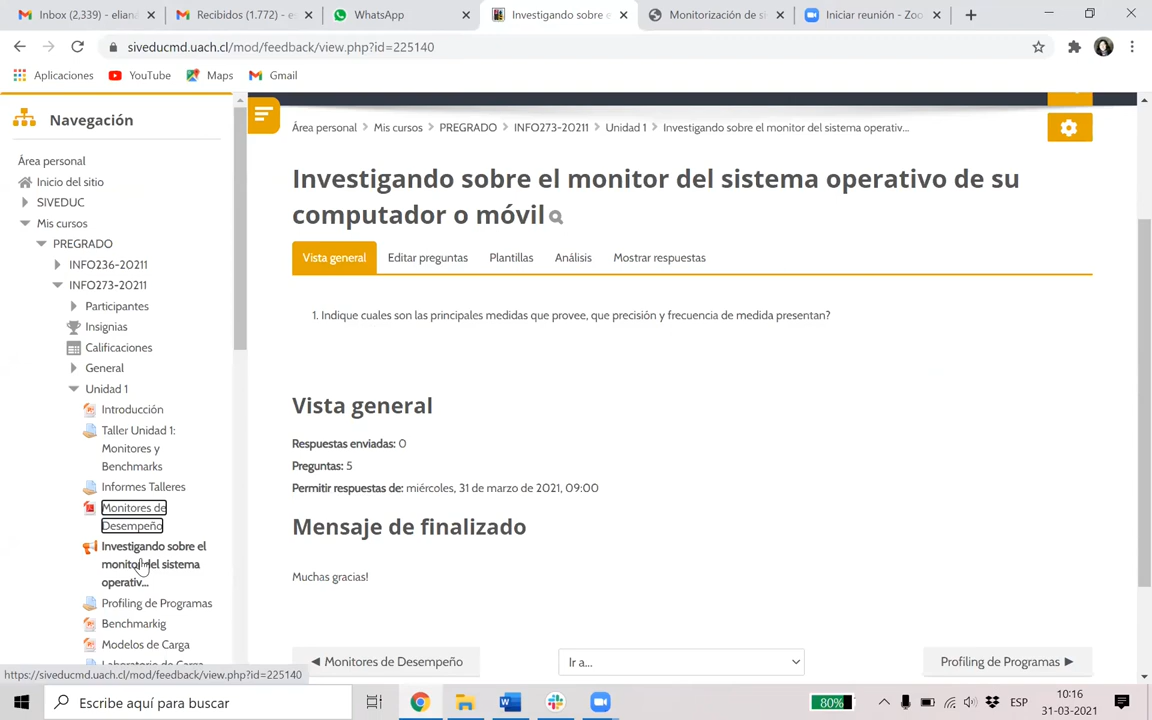 Inbox (2,339) - elian
Recibidos (1.772) - e
WhatsApp
Investigando sobre e
Monitorización de si
Iniciar reunión - Zoo
siveducmd.uach.cl/mod/feedback/view.php?id=225140
Aplicaciones
YouTube
Maps
Gmail
Navegación
Área personal
Inicio del sitio
SIVEDUC
Mis cursos
PREGRADO
INFO236-20211
INFO273-20211
Participantes
Insignias
Calificaciones
General
Unidad 1
Introducción
Taller Unidad 1:
Monitores y
Benchmarks
Informes Talleres
Monitores de
Desempeño
Investigando sobre el
monitor del sistema
operativ...
Profiling de Programas
Benchmarkig
Modelos de Carga
Laboratorio de Carga
https://siveducmd.uach.cl/mod/feedback/view.php?id=225140
Área personal > Mis cursos > PREGRADO > INFO273-20211 > Unidad 1 > Investigando sobre el monitor del sistema operativ...
Investigando sobre el monitor del sistema operativo de su
computador o móvil
Vista general
Editar preguntas
Plantillas
Análisis
Mostrar respuestas
1. Indique cuales son las principales medidas que provee, que precisión y frecuencia de medida presentan?
Vista general
Respuestas enviadas: 0
Preguntas: 5
Permitir respuestas de: miércoles, 31 de marzo de 2021, 09:00
Mensaje de finalizado
Muchas gracias!
◀ Monitores de Desempeño
Ir a...
Profiling de Programas ▶
Escribe aquí para buscar
80%
ESP
10:16
31-03-2021